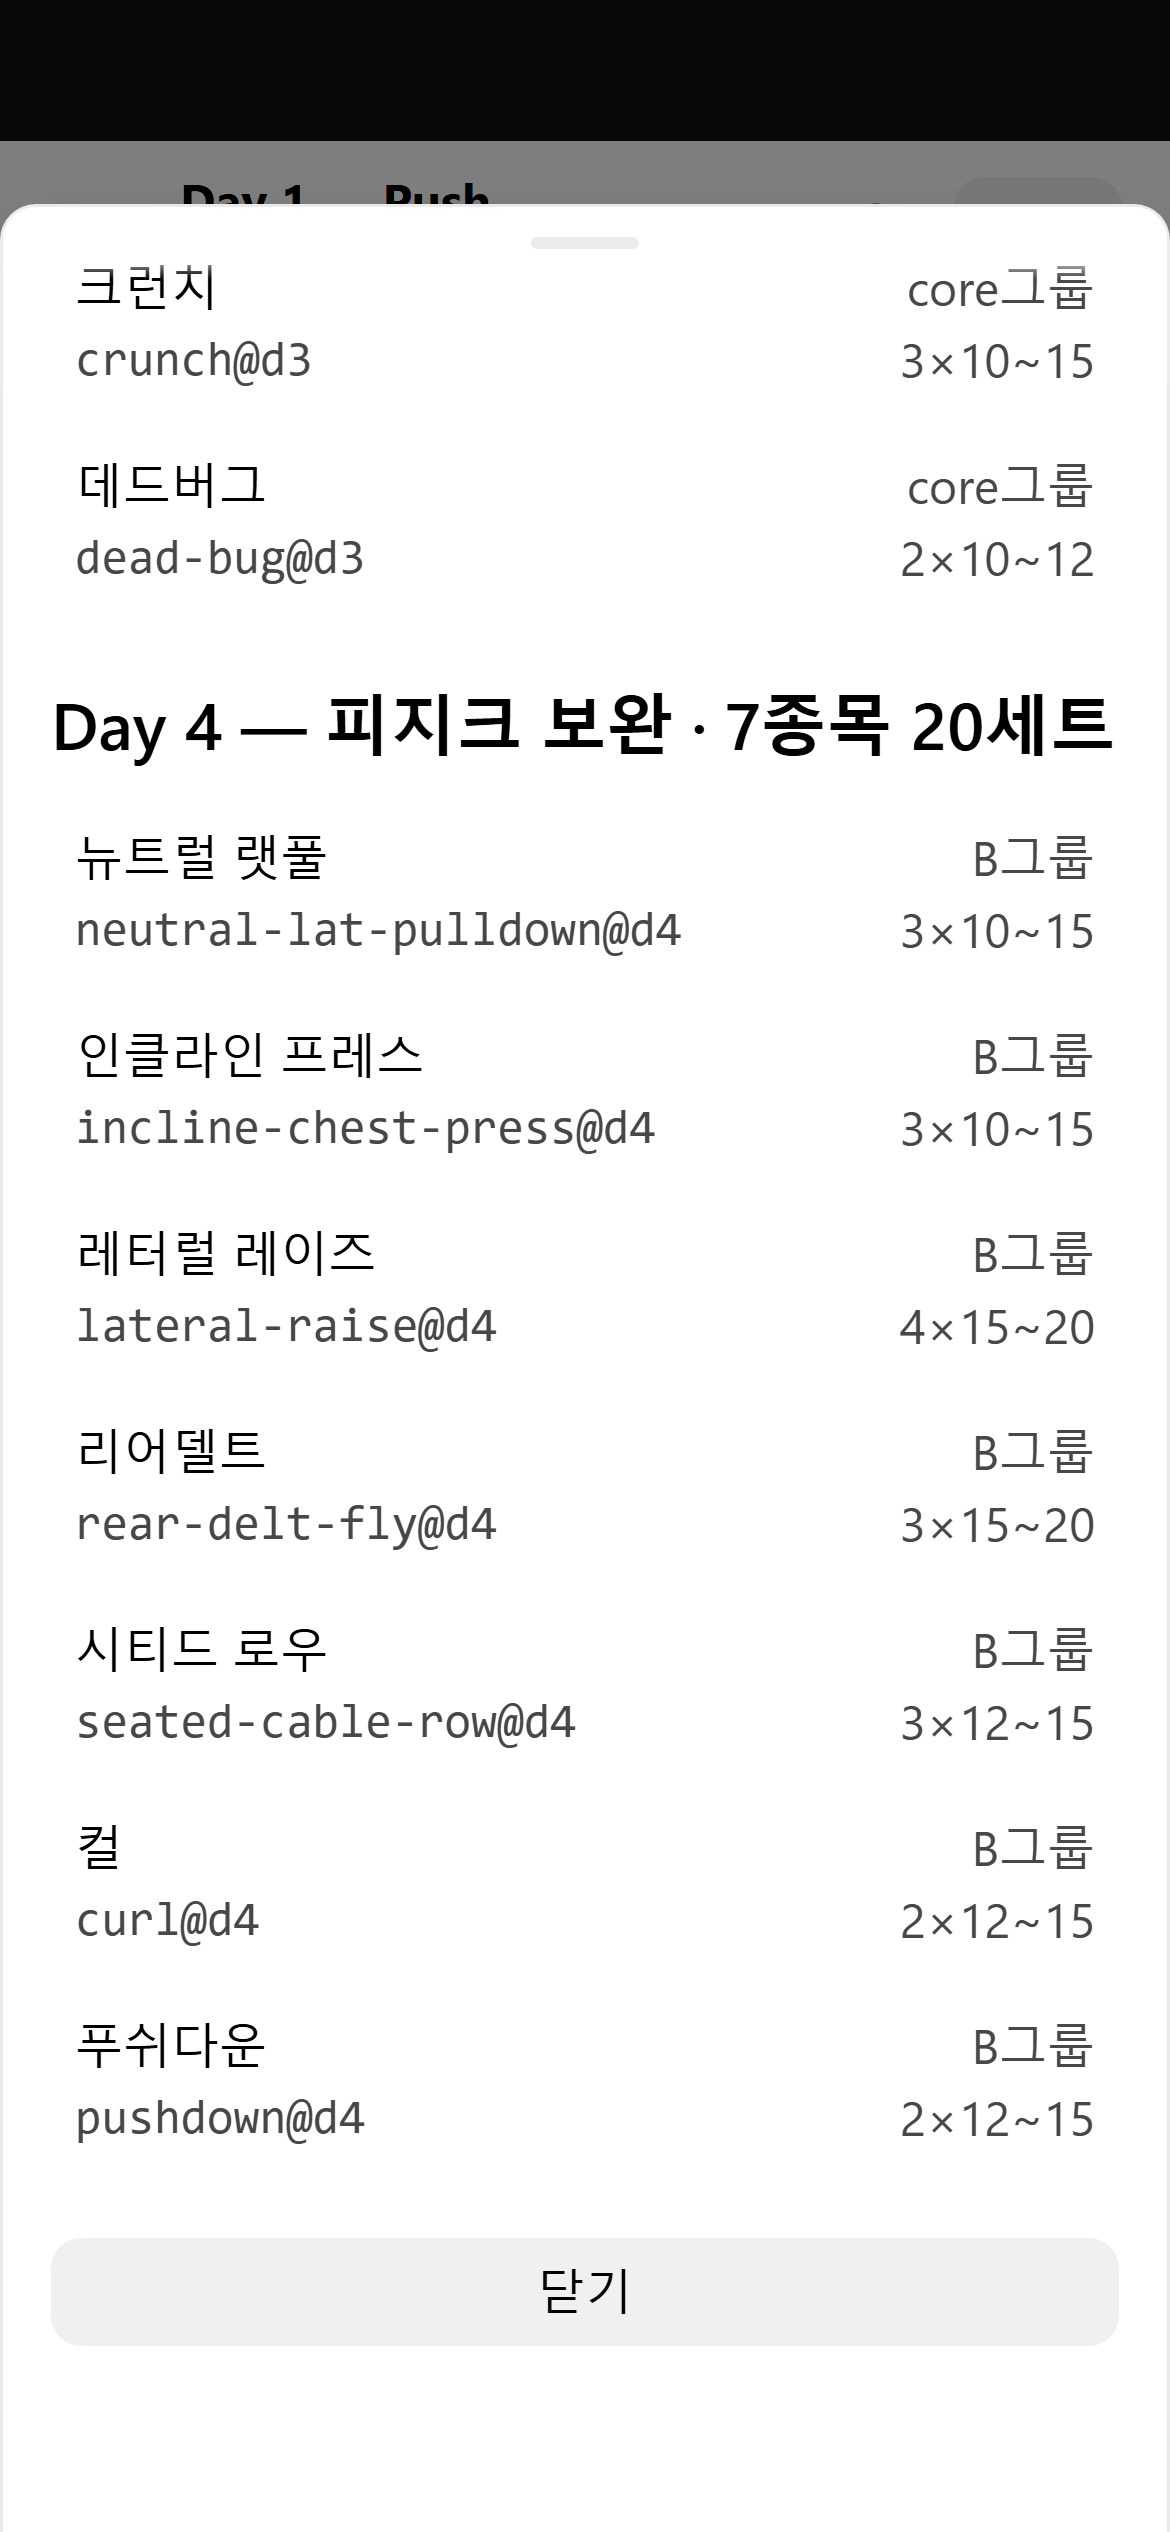 Day 1 — Push
크런치
core그룹
crunch@d3
3×10~15
데드버그
core그룹
dead-bug@d3
2×10~12
Day 4 — 피지크 보완 · 7종목 20세트
뉴트럴 랫풀
B그룹
neutral-lat-pulldown@d4
3×10~15
인클라인 프레스
B그룹
incline-chest-press@d4
3×10~15
레터럴 레이즈
B그룹
lateral-raise@d4
4×15~20
리어델트
B그룹
rear-delt-fly@d4
3×15~20
시티드 로우
B그룹
seated-cable-row@d4
3×12~15
컬
B그룹
curl@d4
2×12~15
푸쉬다운
B그룹
pushdown@d4
2×12~15
닫기